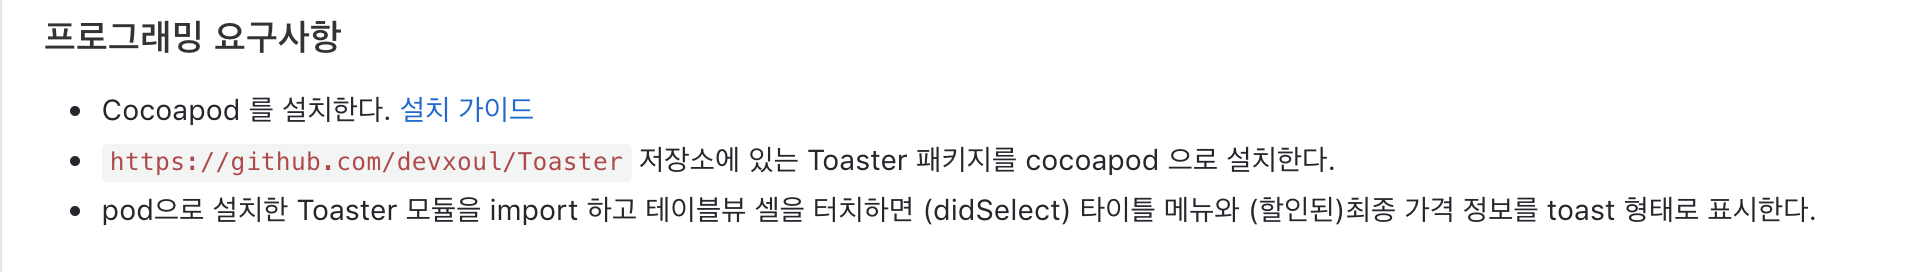 프로그래밍 요구사항
Cocoapod 를 설치한다. 설치 가이드
https://github.com/devxoul/Toaster 저장소에 있는 Toaster 패키지를 cocoapod 으로 설치한다.
pod으로 설치한 Toaster 모듈을 import 하고 테이블뷰 셀을 터치하면 (didSelect) 타이틀 메뉴와 (할인된)최종 가격 정보를 toast 형태로 표시한다.